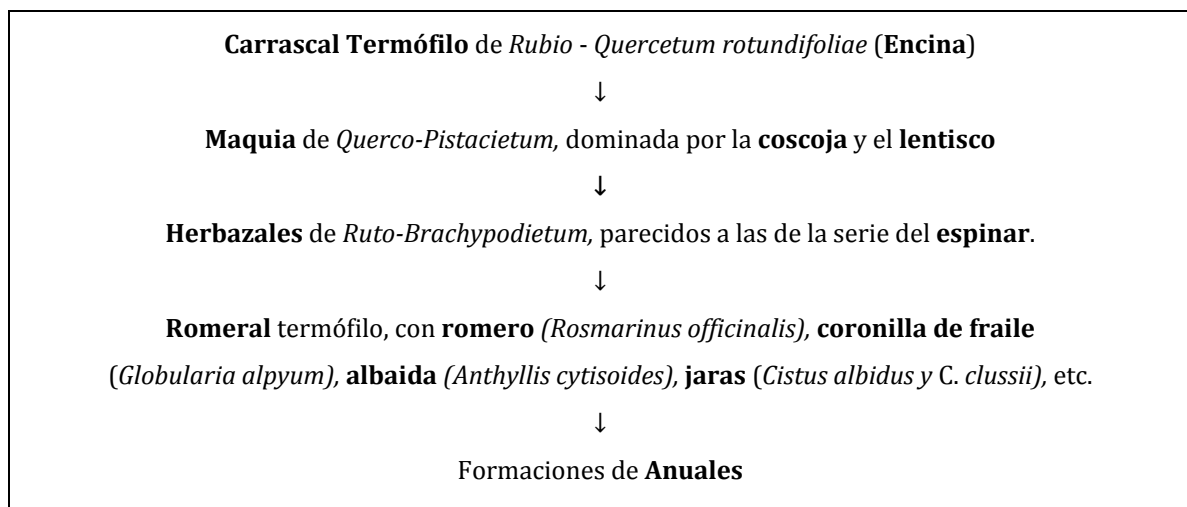 Carrascal Termófilo de Rubio - Quercetum rotundifoliae (Encina)
↓
Maquia de Querco-Pistacietum, dominada por la coscoja y el lentisco
↓
Herbazales de Ruto-Brachypodietum, parecidos a las de la serie del espinar.
↓
Romeral termófilo, con romero (Rosmarinus officinalis), coronilla de fraile
(Globularia alpyum), albaida (Anthyllis cytisoides), jaras (Cistus albidus y C. clussii), etc.
↓
Formaciones de Anuales